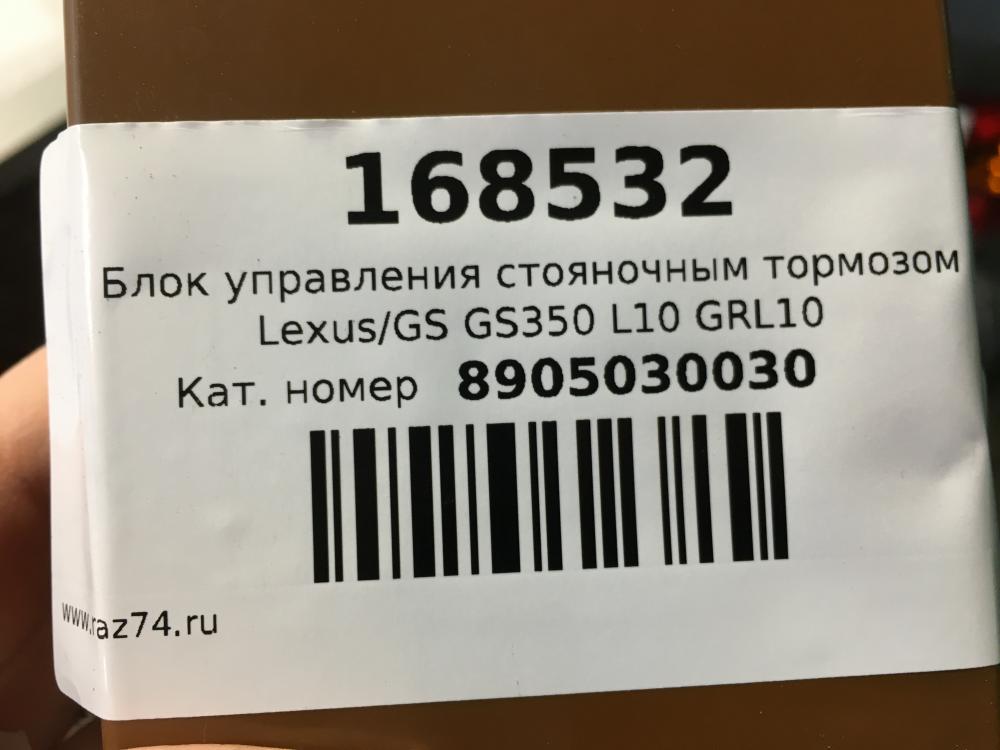 168532
Блок управления стояночным тормозом
Lexus/GS GS350 L10 GRL10
Кат. номер 8905030030
www.raz74.ru